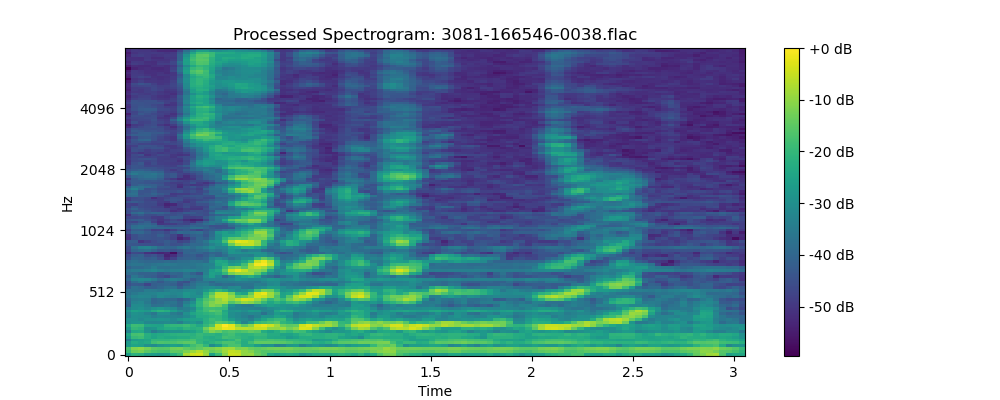 Processed Spectrogram: 3081-166546-0038.flac
Hz
4096
2048
1024
512
0
0
0.5
1
1.5
2
2.5
3
Time
+0 dB
-10 dB
-20 dB
-30 dB
-40 dB
-50 dB